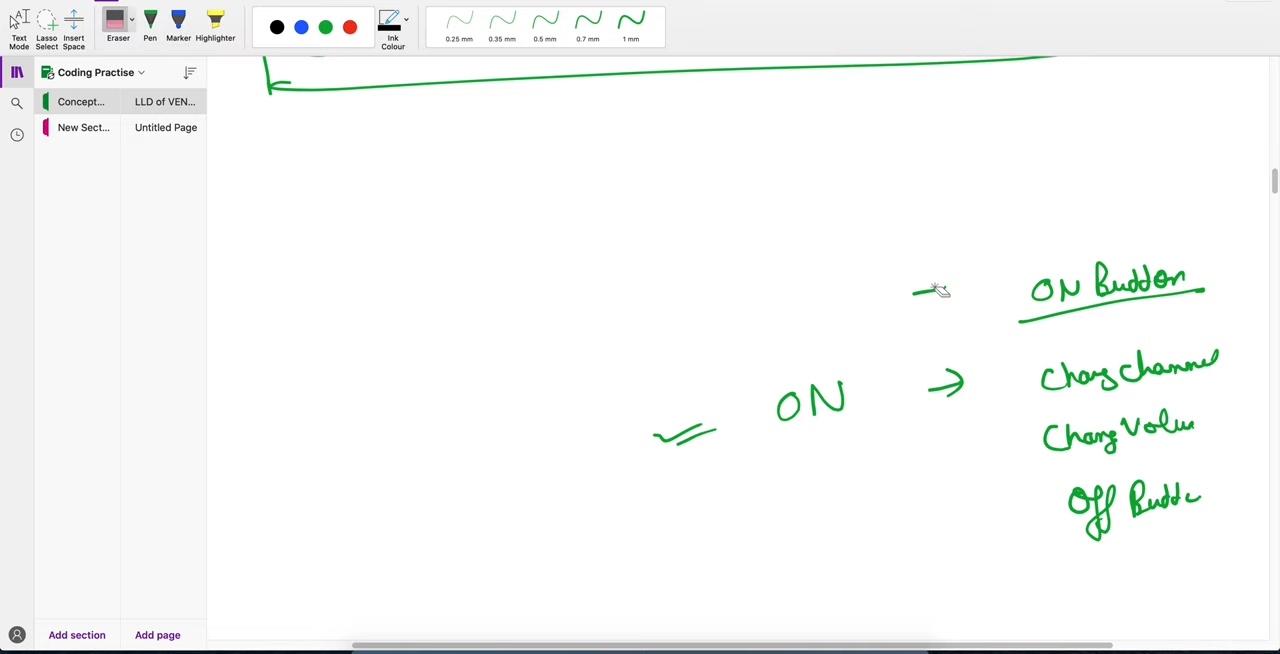 Text Mode
Lasso Select
Insert Space
Eraser
Pen
Marker
Highlighter
Ink Colour
0.25 mm
0.35 mm
0.5 mm
0.7 mm
1 mm
Coding Practise
Concept...
LLD of VEN...
New Sect...
Untitled Page
ON Button
Chang Channel
ON
Chang Volu
Off Butto
Add section
Add page